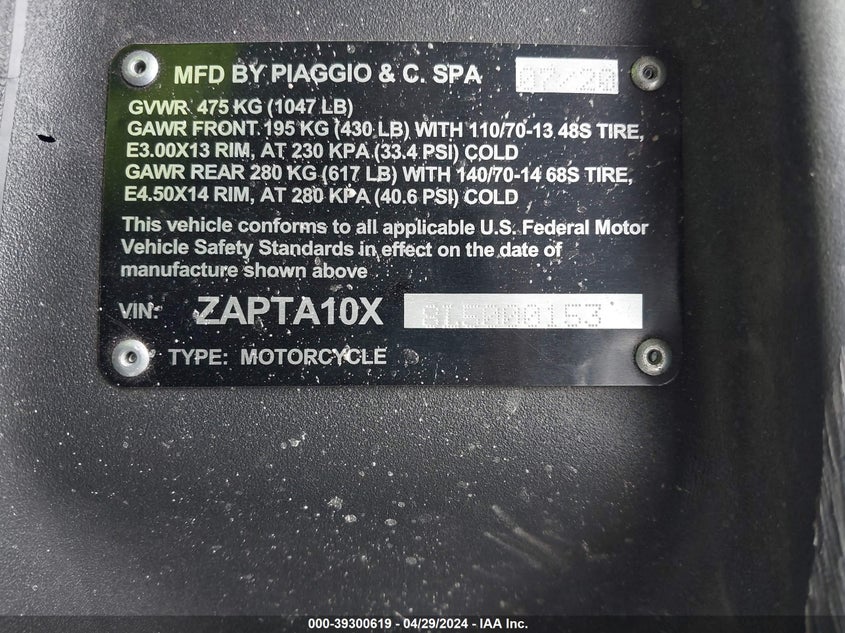 MFD BY PIAGGIO & C. SPA 07/20
GVWR 475 KG (1047 LB)
GAWR FRONT 195 KG (430 LB) WITH 110/70-13 48S TIRE,
E3.00X13 RIM, AT 230 KPA (33.4 PSI) COLD
GAWR REAR 280 KG (617 LB) WITH 140/70-14 68S TIRE,
E4.50X14 RIM, AT 280 KPA (40.6 PSI) COLD
This vehicle conforms to all applicable U.S. Federal Motor
Vehicle Safety Standards in effect on the date of
manufacture shown above
VIN: ZAPTA10X 8L5000153
TYPE: MOTORCYCLE
000-39300619 - 04/29/2024 - IAA Inc.